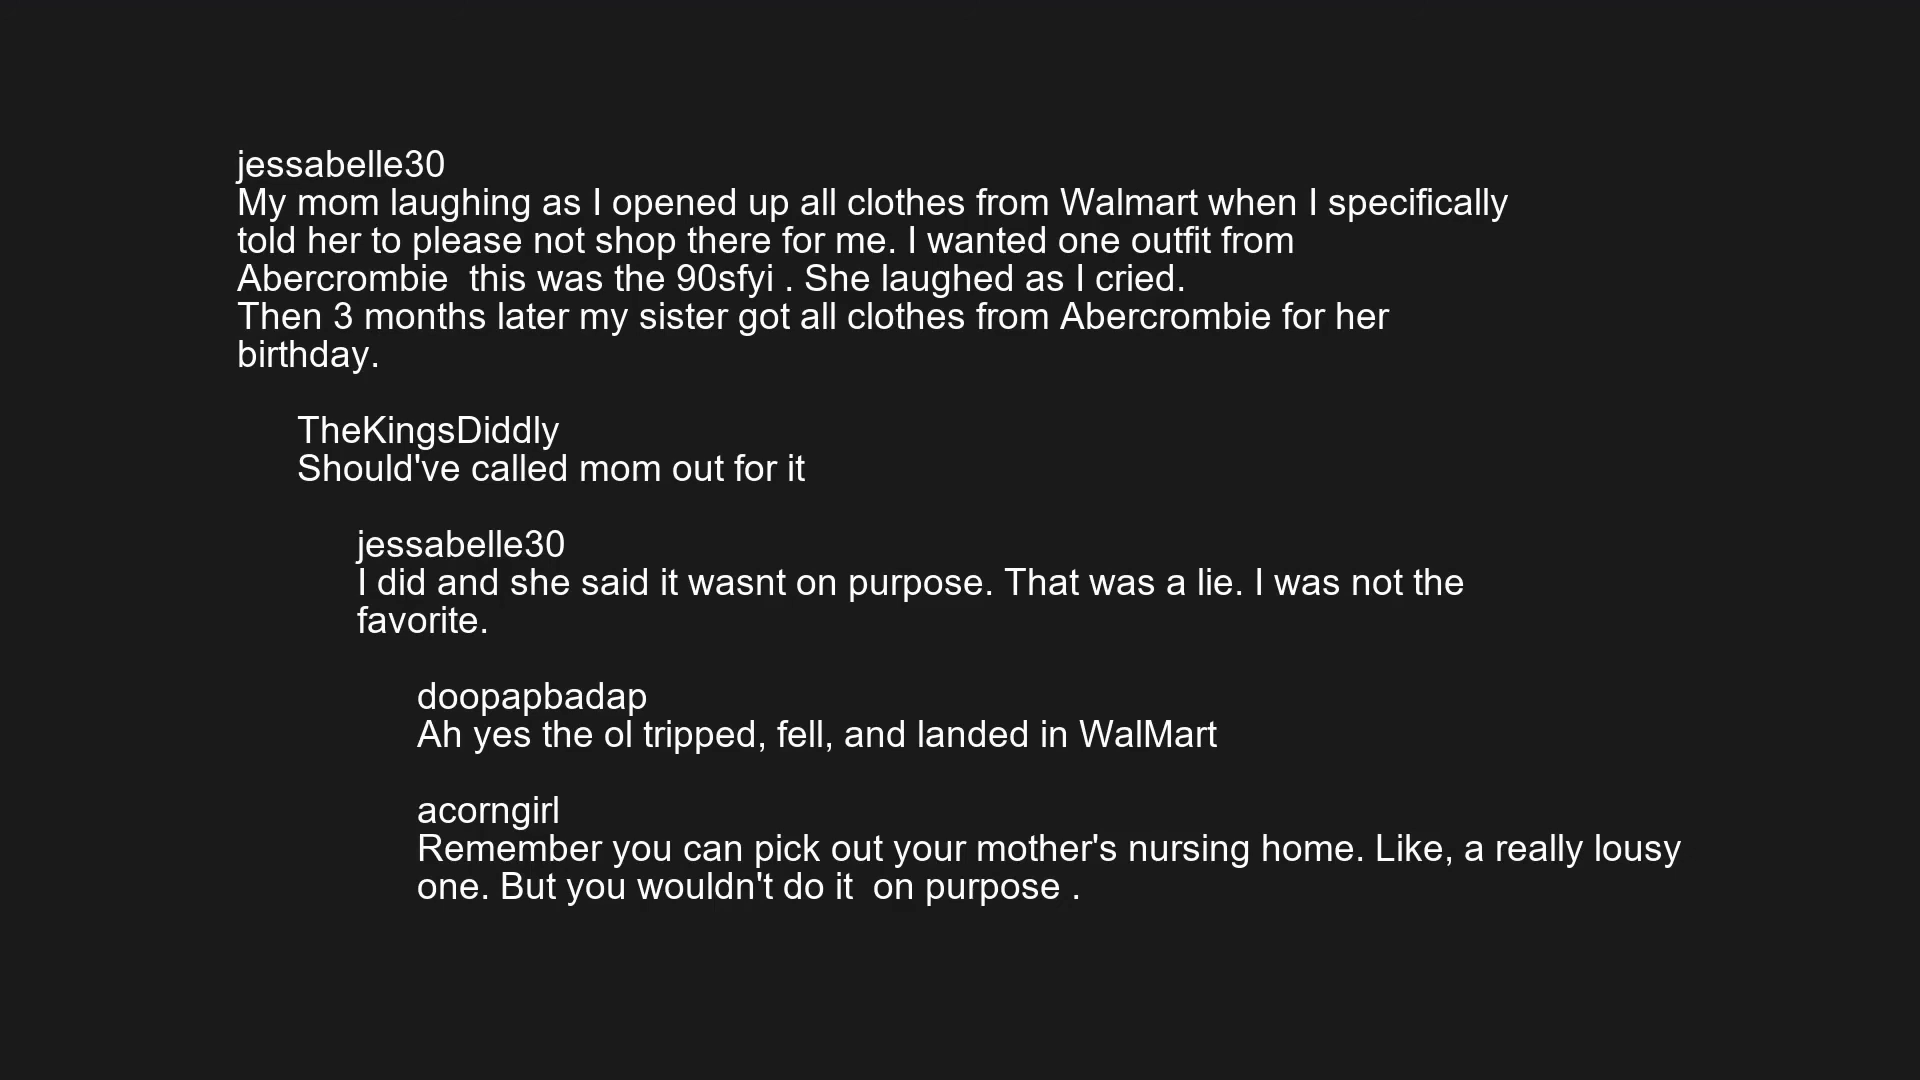 jessabelle30
My mom laughing as I opened up all clothes from Walmart when I specifically
told her to please not shop there for me. I wanted one outfit from
Abercrombie  this was the 90sfyi . She laughed as I cried.
Then 3 months later my sister got all clothes from Abercrombie for her
birthday.
TheKingsDiddly
Should've called mom out for it
jessabelle30
I did and she said it wasnt on purpose. That was a lie. I was not the
favorite.
doopapbadap
Ah yes the ol tripped, fell, and landed in WalMart
acorngirl
Remember you can pick out your mother's nursing home. Like, a really lousy
one. But you wouldn't do it  on purpose .